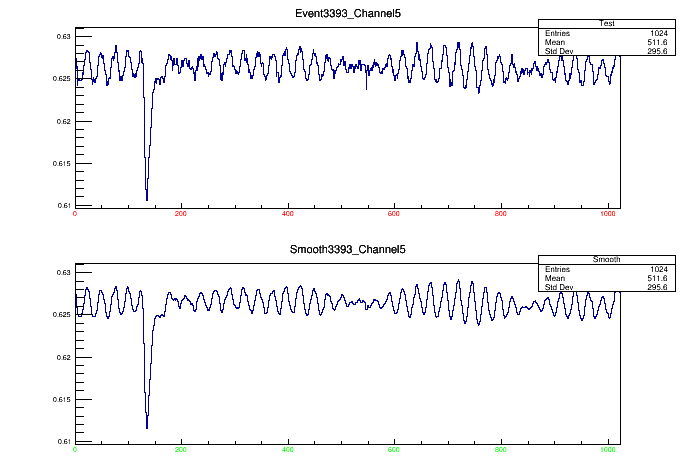 Event3393_Channel5
Test
Entries 1024
Mean 511.6
Std Dev 295.6
0.63
0.625
0.62
0.615
0.61
0 200 400 600 800 1000
Smooth3393_Channel5
Smooth
Entries 1024
Mean 511.6
Std Dev 295.6
0.63
0.625
0.62
0.615
0.61
0 200 400 600 800 1000